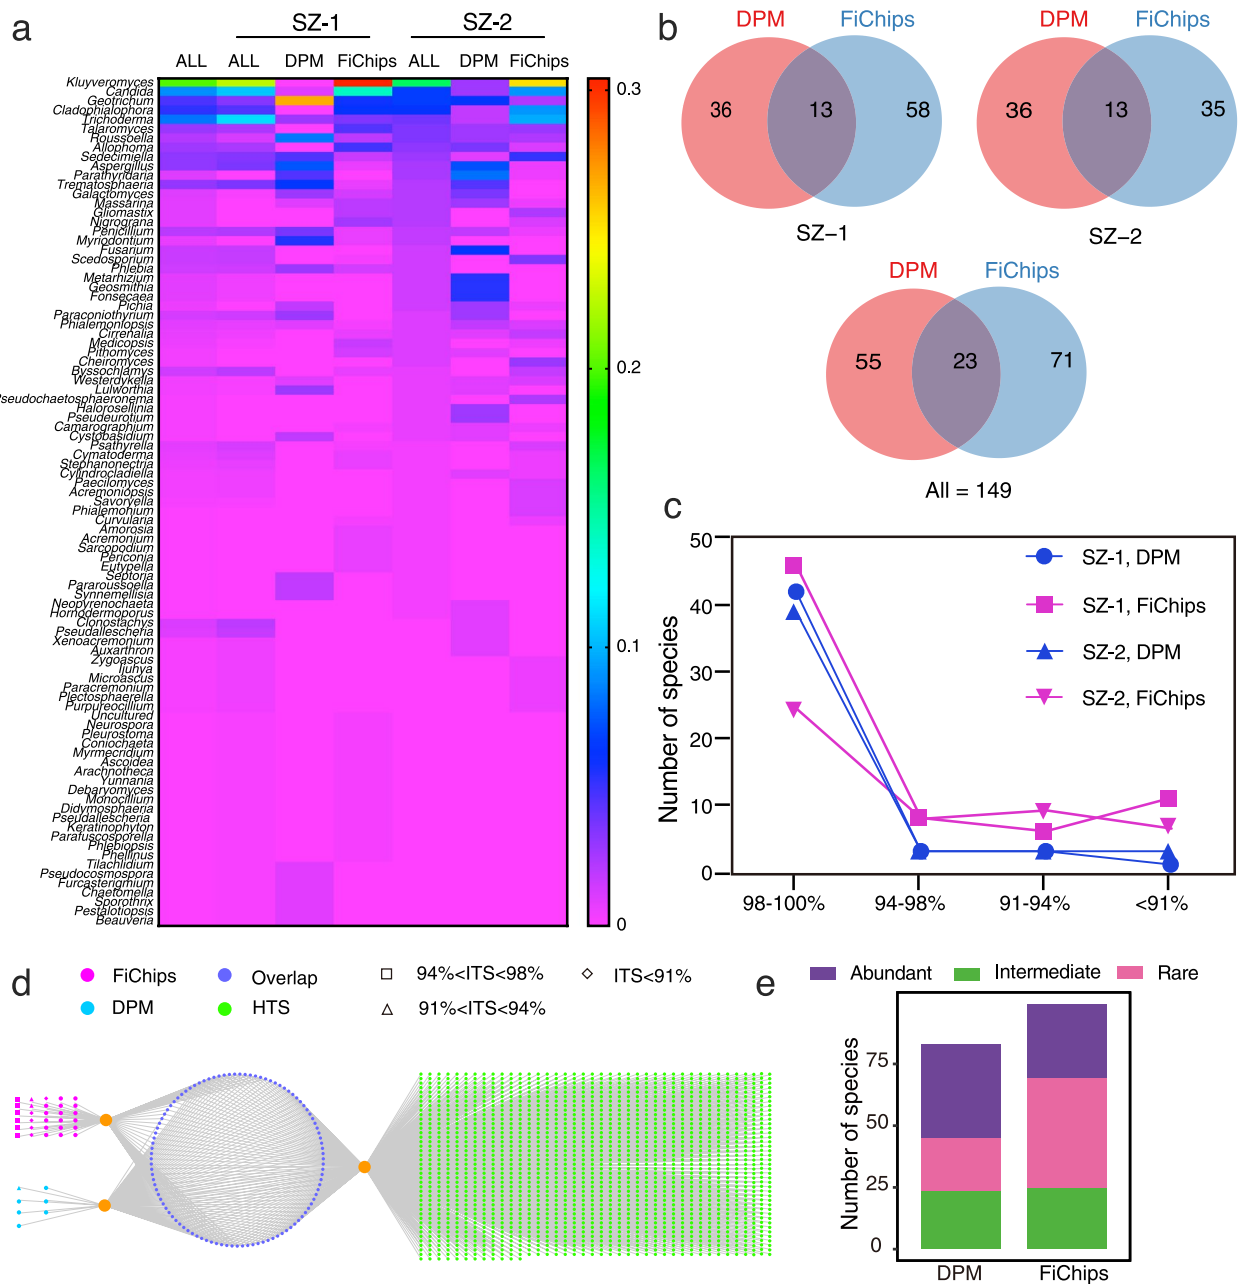 a
SZ-1
SZ-2
ALL
ALL
DPM
FiChips
ALL
DPM
FiChips
Kluyveromyces
Candida
Geotrichum
Cladophialophora
Trichoderma
Talaromyces
Roussoella
Allophoma
Sedecimiella
Aspergillus
Parathyridaria
Trematosphaeria
Galactomyces
Massarina
Gliomastix
Nigrograna
Penicillium
Myriodontium
Fusarium
Scedosporium
Phlebia
Metarhizium
Geosmithia
Fonsecaea
Pichia
Paraconiothyrium
Phialemoniopsis
Cirrenalia
Medicopsis
Pithomyces
Cheiromyces
Byssochlamys
Westerdykella
Lulworthia
Pseudochaetosphaeronema
Halorosellinia
Pseudeurotium
Camarographium
Cystobasidium
Psathyrella
Cymatoderma
Stephanonectria
Cylindrocladiella
Paecilomyces
Acremoniopsis
Savoryella
Phialemonium
Curvularia
Amorosia
Acremonium
Sarcopodium
Periconia
Eutypella
Septoria
Pararoussoella
Synnemellisia
Neopyrenochaeta
Hornodermoporus
Clonostachys
Pseudallescheria
Xenoacremonium
Auxarthron
Zygoascus
Ijuhya
Microascus
Paracremonium
Plectosphaerella
Purpureocillium
Uncultured
Neurospora
Pleurostoma
Coniochaeta
Myrmecridium
Ascoidea
Arachnotheca
Yunnania
Debaryomyces
Monocillium
Didymosphaeria
Pseudallescheria
Keratinophyton
Parafuscosporella
Phlebiopsis
Phellinus
Tilachlidium
Pseudocosmospora
Furcasterigmium
Chaetomella
Sporothrix
Pestalotiopsis
Beauveria
0.3
0.2
0.1
0
b
DPM
FiChips
36
13
58
SZ-1
DPM
FiChips
36
13
35
SZ-2
DPM
FiChips
55
23
71
All = 149
c
Number of species
50
40
30
20
10
0
98-100%
94-98%
91-94%
<91%
SZ-1, DPM
SZ-1, FiChips
SZ-2, DPM
SZ-2, FiChips
d
FiChips
Overlap
94%<ITS<98%
ITS<91%
DPM
HTS
91%<ITS<94%
e
Abundant
Intermediate
Rare
Number of species
75
50
25
0
DPM
FiChips